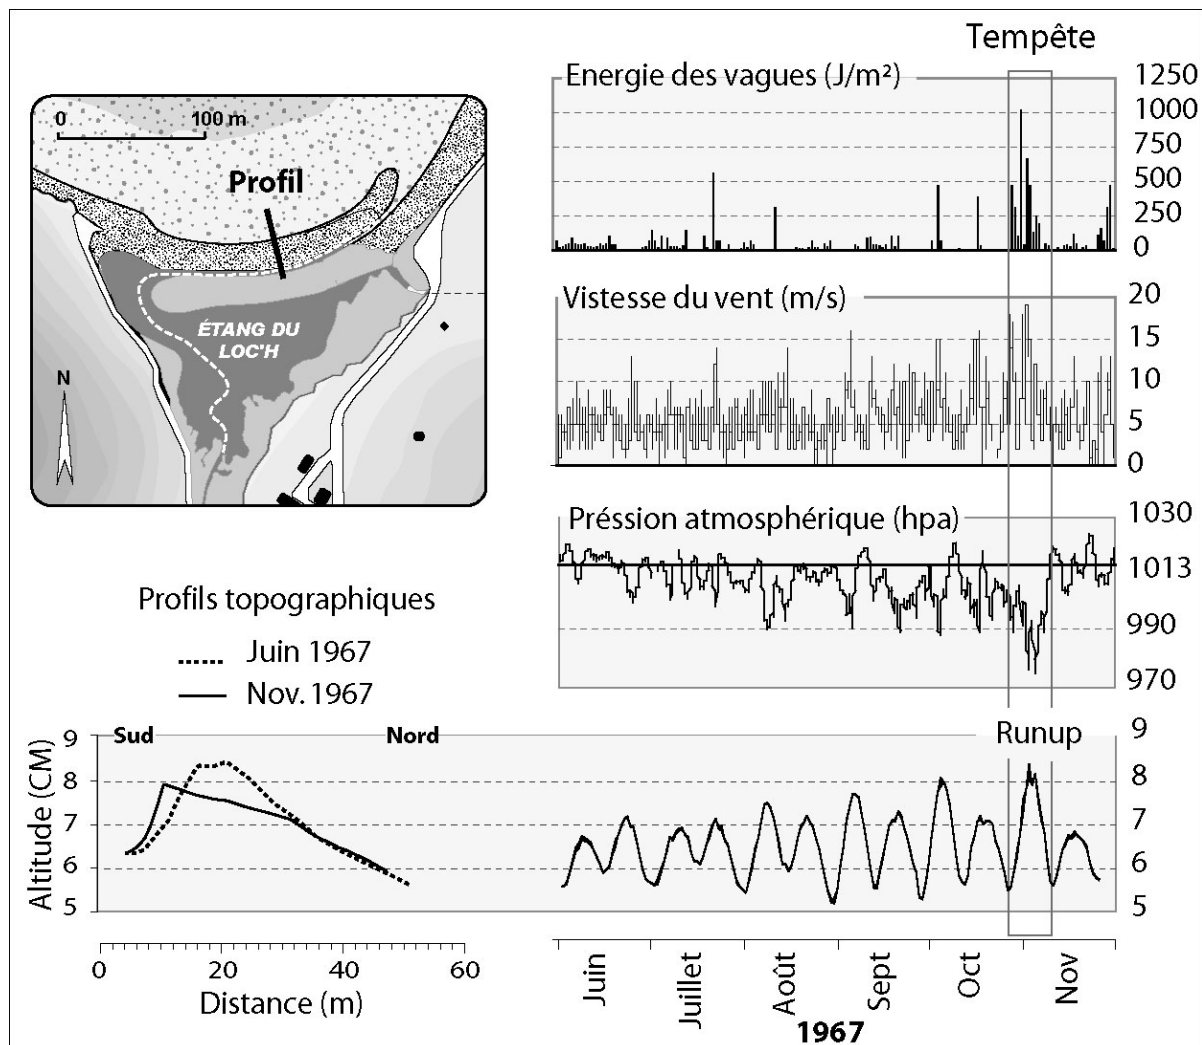 Tempête
Energie des vagues (J/m²)
1250
1000
750
500
250
0
0 100 m
Profil
ÉTANG DU
LOC'H
N
Vistesse du vent (m/s)
20
15
10
5
0
Préssion atmosphérique (hpa)
1030
1013
990
970
Profils topographiques
Juin 1967
Nov. 1967
Altitude (CM)
9
8
7
6
5
Sud
Nord
0 20 40 60
Distance (m)
Runup
9
8
7
6
5
Juin
Juillet
Août
Sept
Oct
Nov
1967